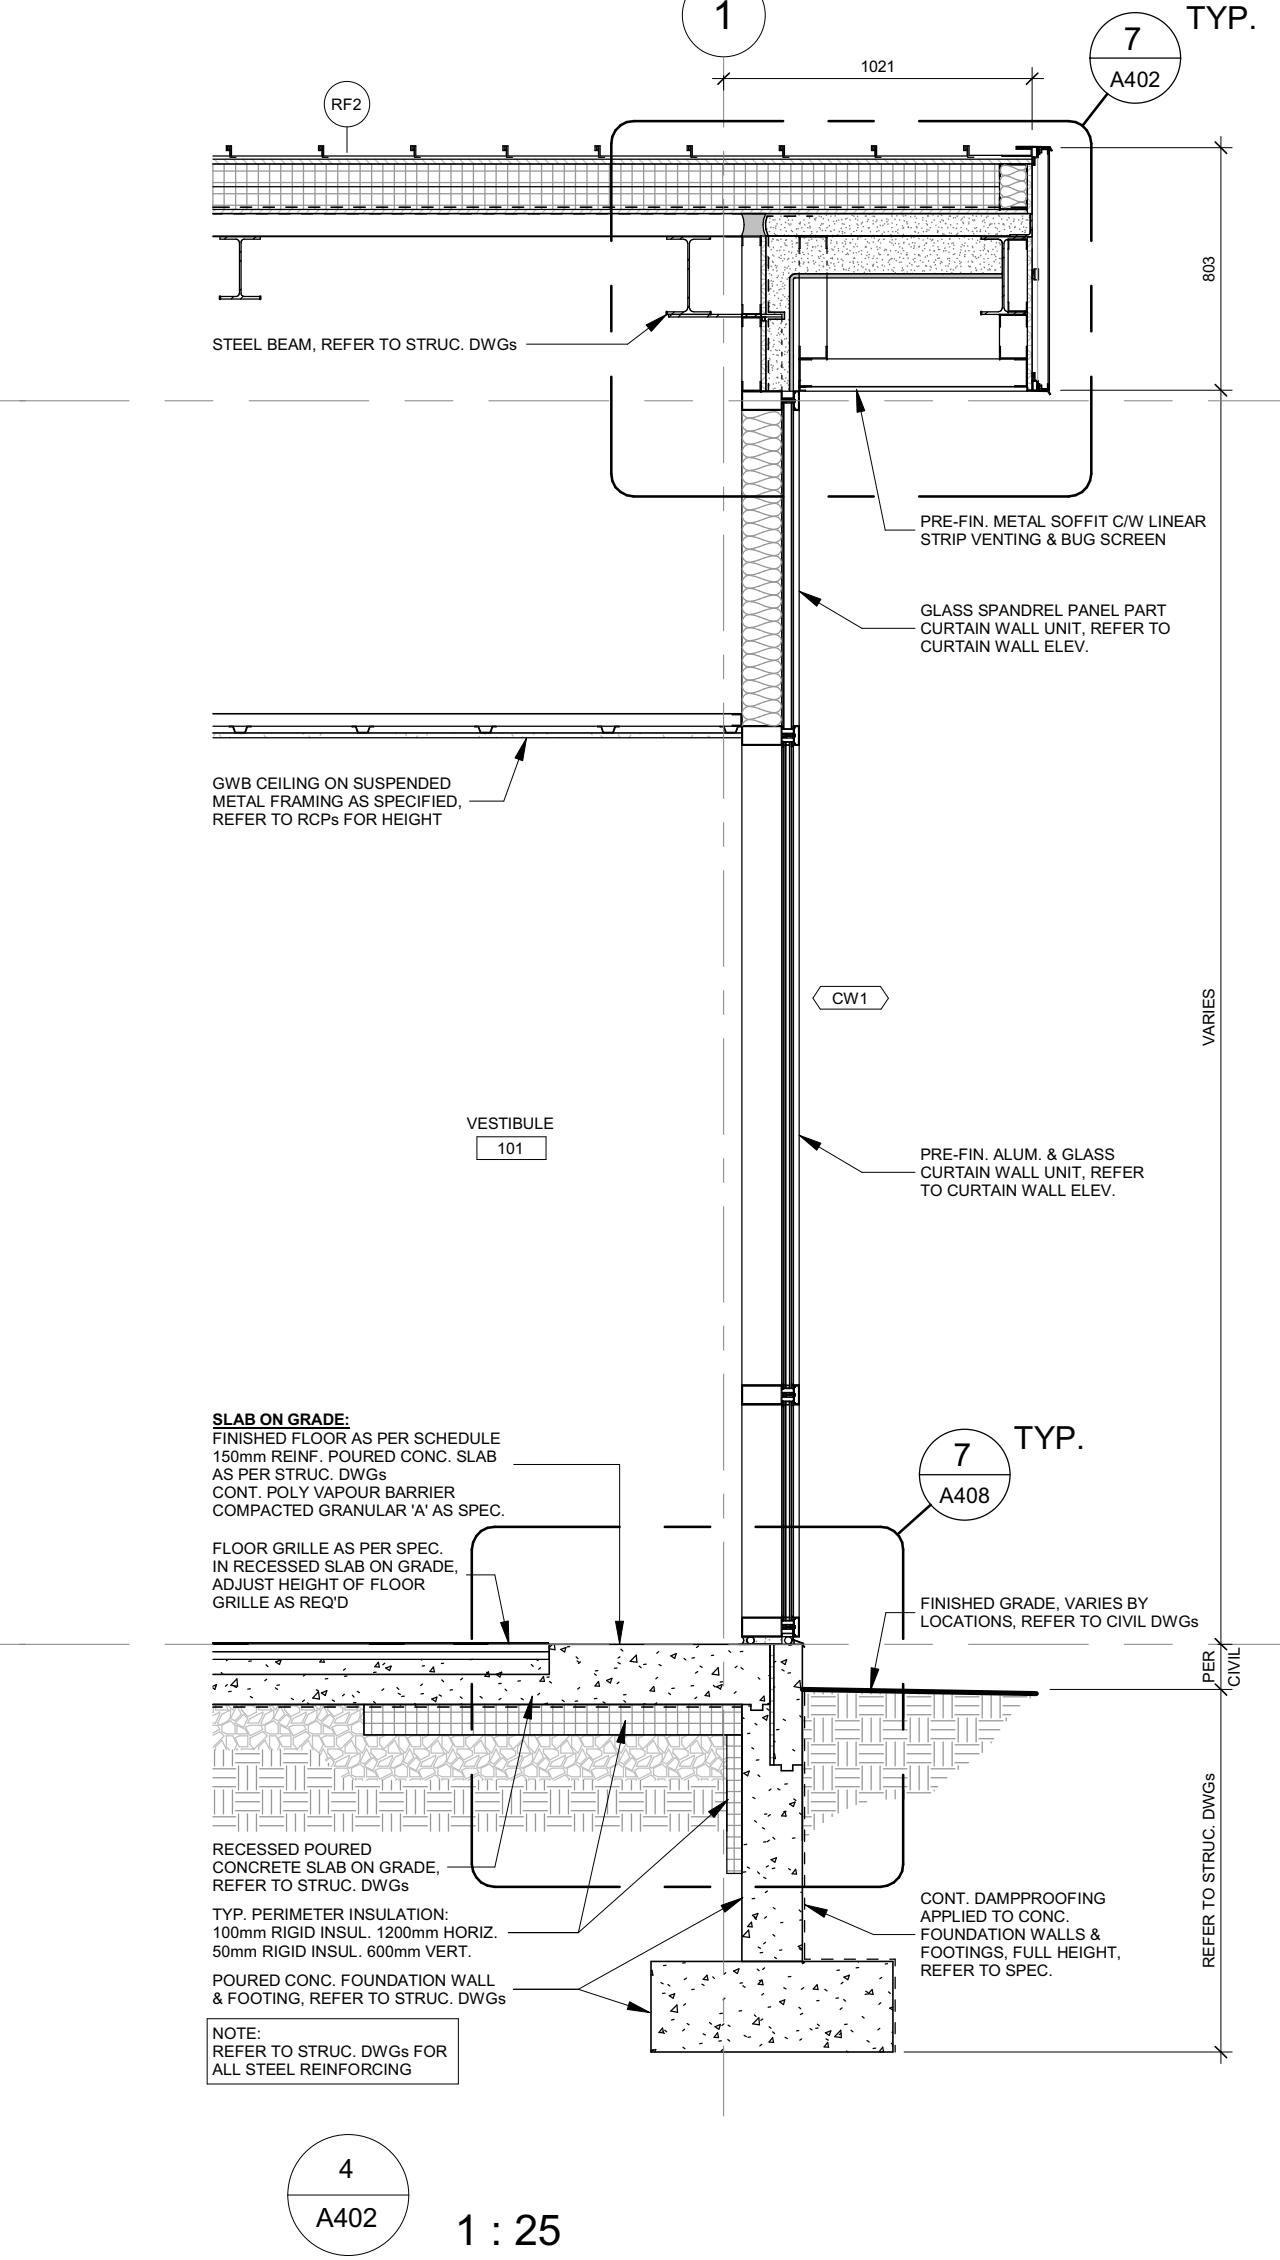 1
7
A402
TYP.
1021
RF2
803
STEEL BEAM, REFER TO STRUC. DWGs
PRE-FIN. METAL SOFFIT C/W LINEAR
STRIP VENTING & BUG SCREEN
GLASS SPANDREL PANEL PART
CURTAIN WALL UNIT, REFER TO
CURTAIN WALL ELEV.
GWB CEILING ON SUSPENDED
METAL FRAMING AS SPECIFIED,
REFER TO RCPs FOR HEIGHT
CW1
VARIES
VESTIBULE
101
PRE-FIN. ALUM. & GLASS
CURTAIN WALL UNIT, REFER
TO CURTAIN WALL ELEV.
SLAB ON GRADE:
FINISHED FLOOR AS PER SCHEDULE
150mm REINF. POURED CONC. SLAB
AS PER STRUC. DWGs
CONT. POLY VAPOUR BARRIER
COMPACTED GRANULAR 'A' AS SPEC.
7
A408
TYP.
FLOOR GRILLE AS PER SPEC.
IN RECESSED SLAB ON GRADE,
ADJUST HEIGHT OF FLOOR
GRILLE AS REQ'D
FINISHED GRADE, VARIES BY
LOCATIONS, REFER TO CIVIL DWGs
PER
CIVIL
RECESSED POURED
CONCRETE SLAB ON GRADE,
REFER TO STRUC. DWGs
TYP. PERIMETER INSULATION:
100mm RIGID INSUL. 1200mm HORIZ.
50mm RIGID INSUL. 600mm VERT.
POURED CONC. FOUNDATION WALL
& FOOTING, REFER TO STRUC. DWGs
CONT. DAMPPROOFING
APPLIED TO CONC.
FOUNDATION WALLS &
FOOTINGS, FULL HEIGHT,
REFER TO SPEC.
REFER TO STRUC. DWGs
NOTE:
REFER TO STRUC. DWGs FOR
ALL STEEL REINFORCING
4
A402
1 : 25